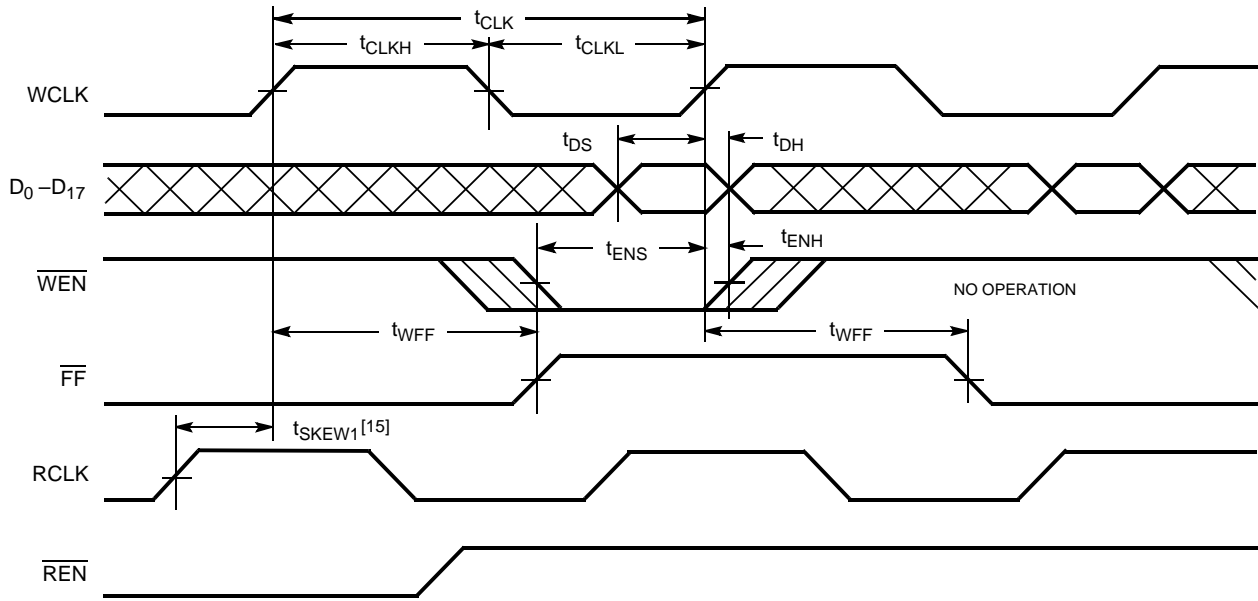 tCLK
tCLKH tCLKL
WCLK
tDS tDH
D0 –D17
tENS tENH
WEN
NO OPERATION
tWFF tWFF
FF
tSKEW1[15]
RCLK
REN